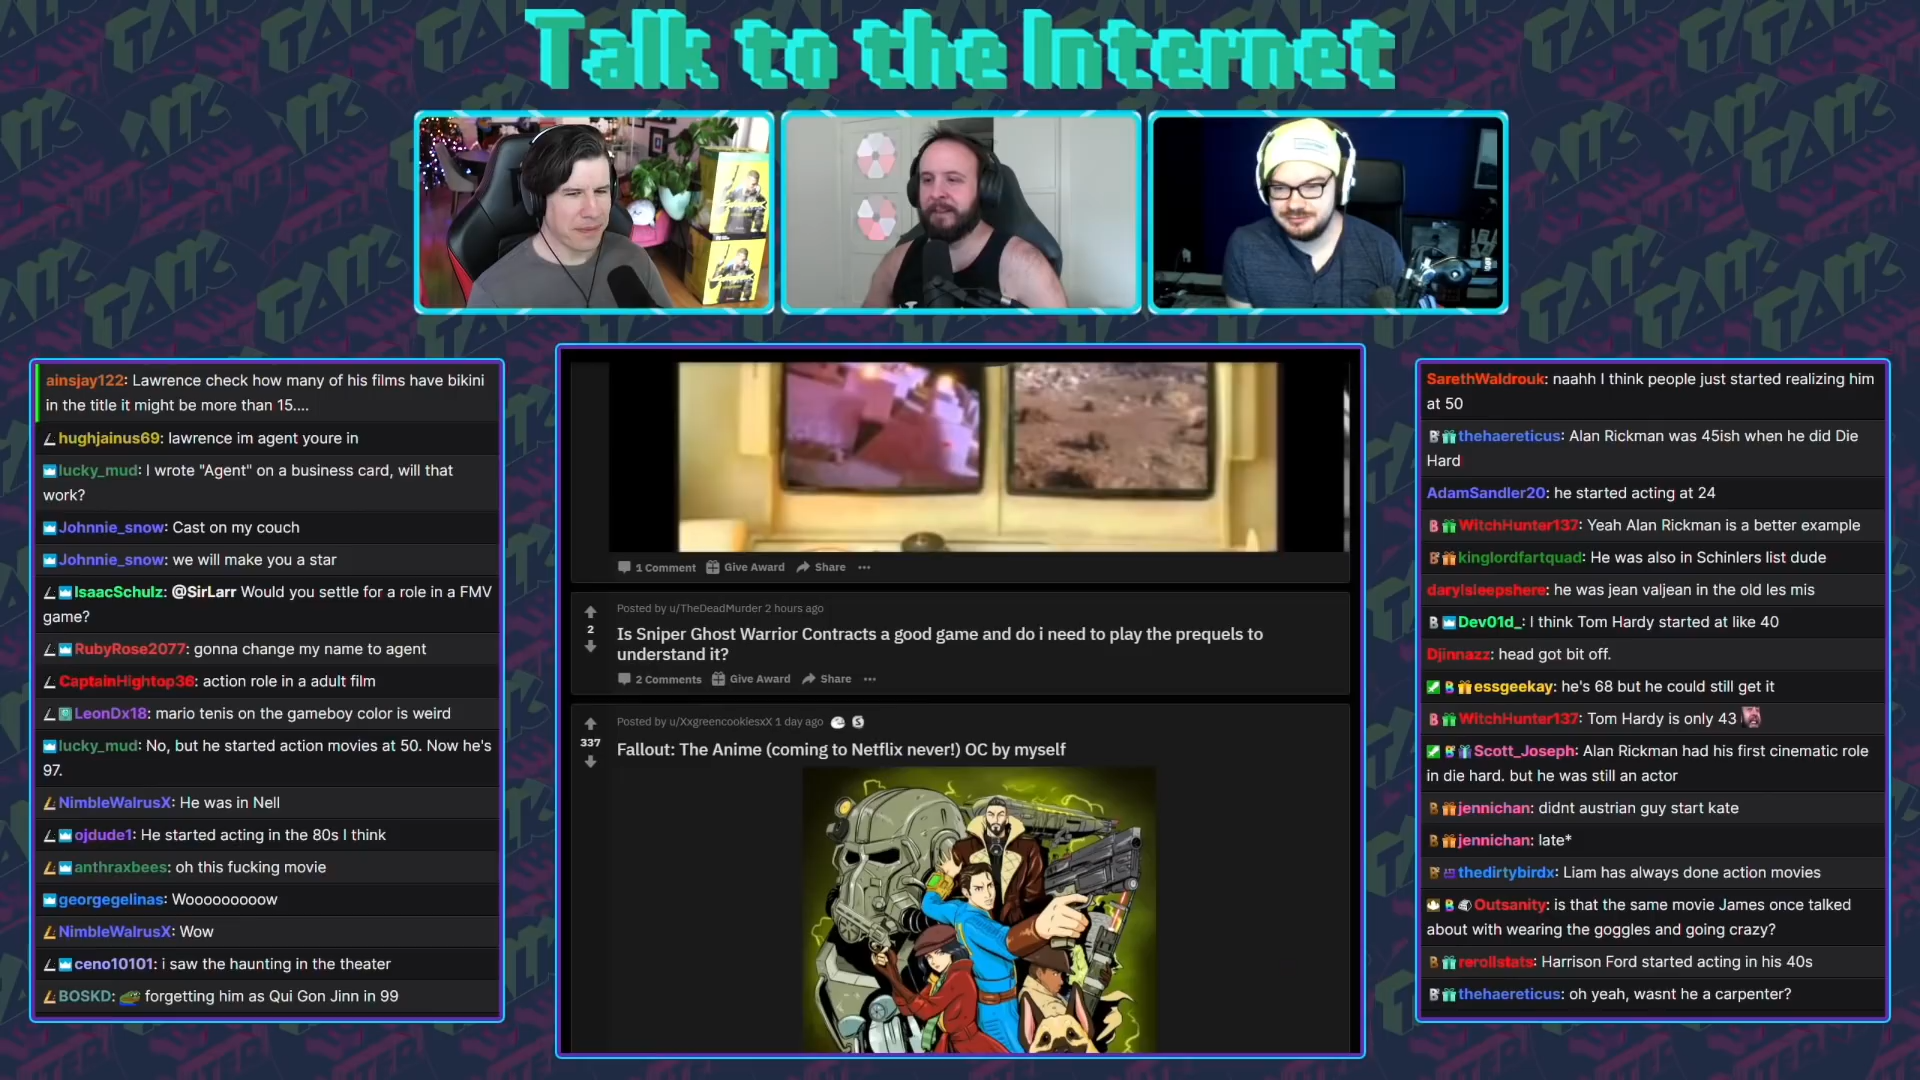 Talk to the Internet
ainsjay122: Lawrence check how many of his films have bikini
in the title it might be more than 15....
hughjainus69: lawrence im agent youre in
lucky_mud: I wrote "Agent" on a business card, will that
work?
Johnnie_snow: Cast on my couch
Johnnie_snow: we will make you a star
IsaacSchulz: @SirLarr Would you settle for a role in a FMV
game?
RubyRose2077: gonna change my name to agent
CaptainHightop36: action role in a adult film
LeonDx18: mario tenis on the gameboy color is weird
lucky_mud: No, but he started action movies at 50. Now he's
97.
NimbleWalrusX: He was in Nell
ojdude1: He started acting in the 80s I think
anthraxbees: oh this fucking movie
georgegelinas: Wooooooooow
NimbleWalrusX: Wow
ceno10101: i saw the haunting in the theater
BOSKD: forgetting him as Qui Gon Jinn in 99
1 Comment Give Award Share ...
Posted by u/TheDeadMurder 2 hours ago
2
Is Sniper Ghost Warrior Contracts a good game and do i need to play the prequels to
understand it?
2 Comments Give Award Share ...
Posted by u/XxgreencookiesxX 1 day ago
337
Fallout: The Anime (coming to Netflix never!) OC by myself
SarethWaldrouk: naahh I think people just started realizing him
at 50
thehaereticus: Alan Rickman was 45ish when he did Die
Hard
AdamSandler20: he started acting at 24
WitchHunter137: Yeah Alan Rickman is a better example
kinglordfartquad: He was also in Schinlers list dude
darylsleepshere: he was jean valjean in the old les mis
Dev01d_: I think Tom Hardy started at like 40
Djinnazz: head got bit off.
essgeekay: he's 68 but he could still get it
WitchHunter137: Tom Hardy is only 43
Scott_Joseph: Alan Rickman had his first cinematic role
in die hard. but he was still an actor
jennichan: didnt austrian guy start kate
jennichan: late*
thedirtybirdx: Liam has always done action movies
Outsanity: is that the same movie James once talked
about with wearing the goggles and going crazy?
rerollstats: Harrison Ford started acting in his 40s
thehaereticus: oh yeah, wasnt he a carpenter?